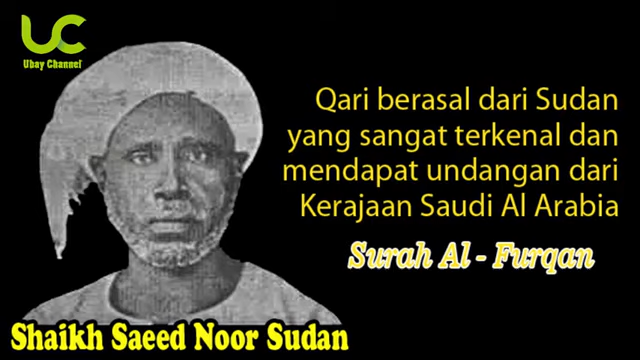 UC
Ubay Channel
Qari berasal dari Sudan
yang sangat terkenal dan
mendapat undangan dari
Kerajaan Saudi Al Arabia
Surah Al - Furqan
Shaikh Saeed Noor Sudan